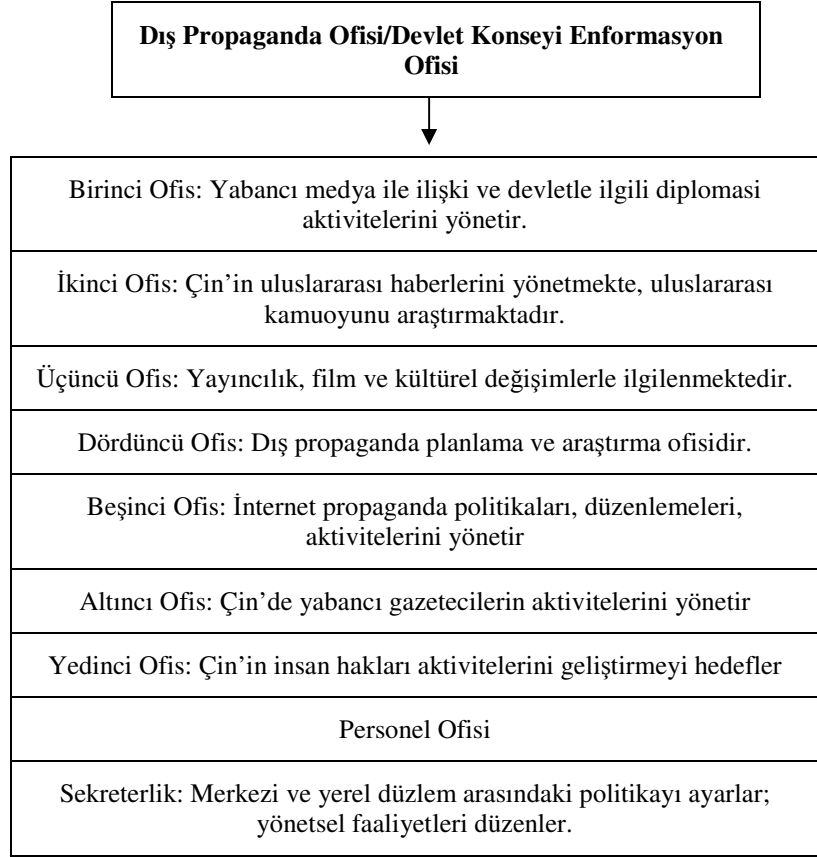 Dış Propaganda Ofisi/Devlet Konseyi Enformasyon
Ofisi
Birinci Ofis: Yabancı medya ile ilişki ve devletle ilgili diplomasi
aktivitelerini yönetir.
İkinci Ofis: Çin’in uluslararası haberlerini yönetmekte, uluslararası
kamuoyunu araştırmaktadır.
Üçüncü Ofis: Yayıncılık, film ve kültürel değişimlerle ilgilenmektedir.
Dördüncü Ofis: Dış propaganda planlama ve araştırma ofisidir.
Beşinci Ofis: İnternet propaganda politikaları, düzenlemeleri,
aktivitelerini yönetir
Altıncı Ofis: Çin’de yabancı gazetecilerin aktivitelerini yönetir
Yedinci Ofis: Çin’in insan hakları aktivitelerini geliştirmeyi hedefler
Personel Ofisi
Sekreterlik: Merkezi ve yerel düzlem arasındaki politikayı ayarlar;
yönetsel faaliyetleri düzenler.